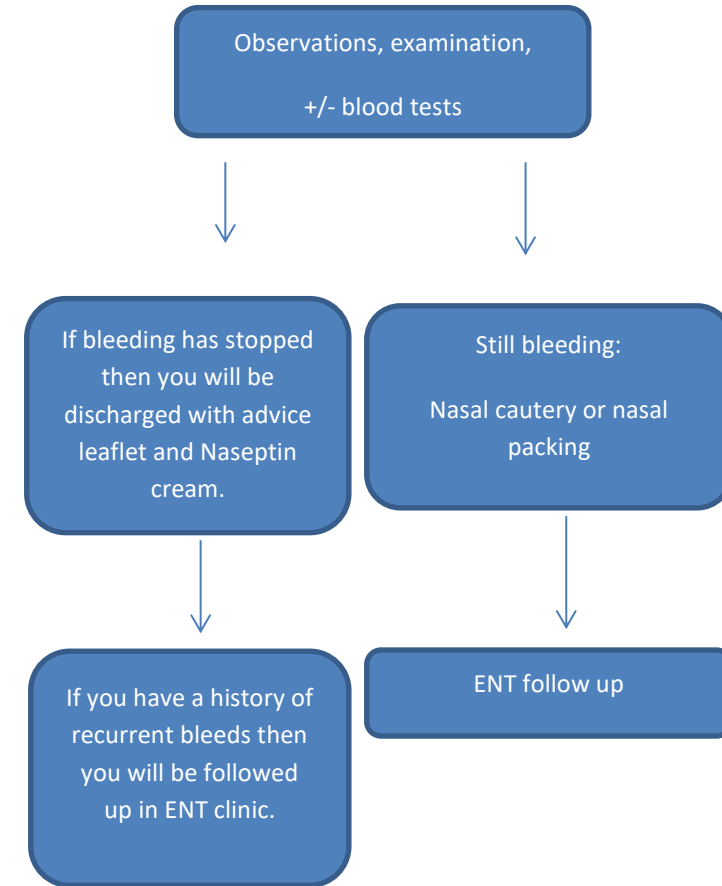 Observations, examination,
+/- blood tests
If bleeding has stopped
then you will be
discharged with advice
leaflet and Naseptin
cream.
Still bleeding:
Nasal cautery or nasal
packing
If you have a history of
recurrent bleeds then
you will be followed
up in ENT clinic.
ENT follow up